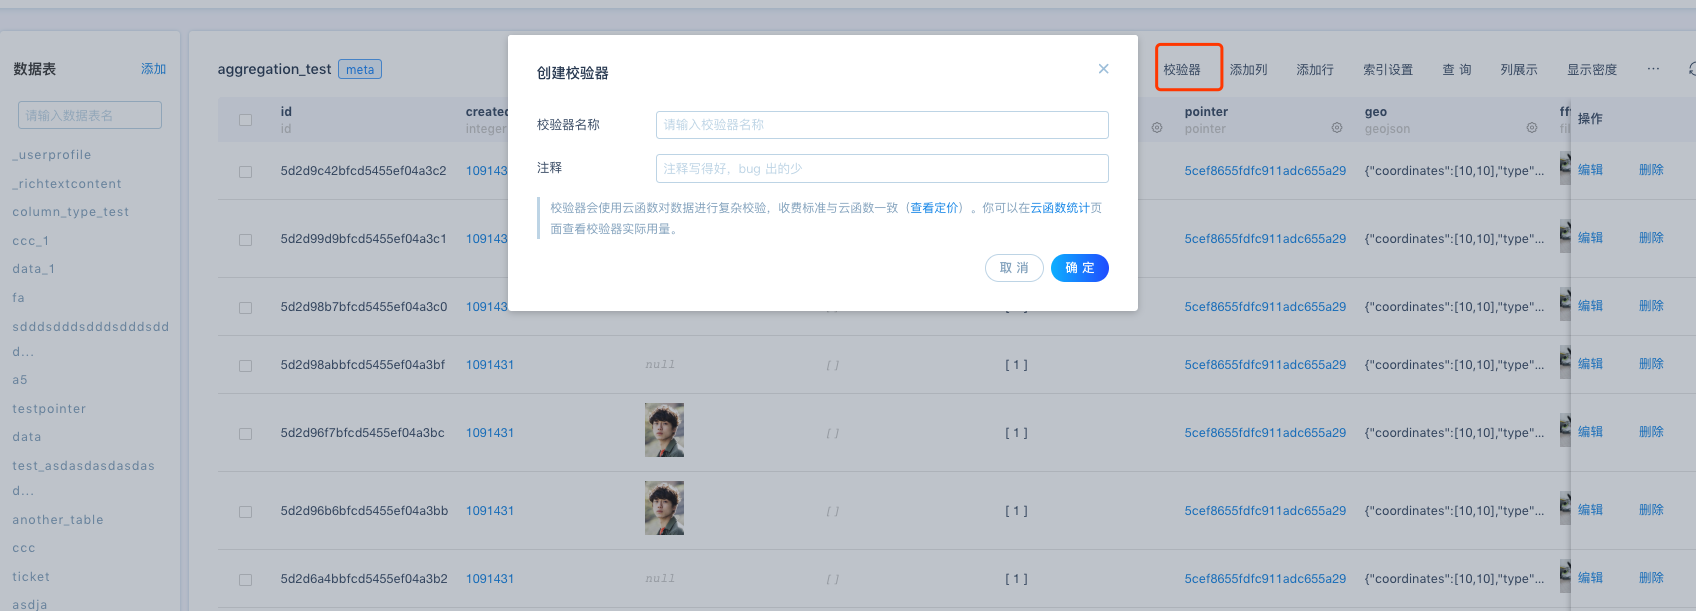 数据表
添加
请输入数据表名
_userprofile
_richtextcontent
column_type_test
ccc_1
data_1
fa
sdddsdddsdddsdddsdd
d...
a5
testpointer
data
test_asdasdasdasdas
d...
another_table
ccc
ticket
asdja
aggregation_test meta
校验器 添加列 添加行 索引设置 查 询 列展示 显示密度 ···
id
id
created
integer
pointer
pointer
geo
geojson
操作
5d2d9c42bfcd5455ef04a3c2 109143 5cef8655fdfc911adc655a29 {"coordinates":[10,10],"type"... 编辑 删除
5d2d99d9bfcd5455ef04a3c1 109143 5cef8655fdfc911adc655a29 {"coordinates":[10,10],"type"... 编辑 删除
5d2d98b7bfcd5455ef04a3c0 109143 5cef8655fdfc911adc655a29 {"coordinates":[10,10],"type"... 编辑 删除
5d2d98abbfcd5455ef04a3bf 1091431 null [ ] [ 1 ] 5cef8655fdfc911adc655a29 {"coordinates":[10,10],"type"... 编辑 删除
5d2d96f7bfcd5455ef04a3bc 1091431 [ ] [ 1 ] 5cef8655fdfc911adc655a29 {"coordinates":[10,10],"type"... 编辑 删除
5d2d96b6bfcd5455ef04a3bb 1091431 [ ] [ 1 ] 5cef8655fdfc911adc655a29 {"coordinates":[10,10],"type"... 编辑 删除
5d2d6a4bbfcd5455ef04a3b2 1091431 null [ ] [ 1 ] 5cef8655fdfc911adc655a29 {"coordinates":[10,10],"type"... 编辑 删除
创建校验器
校验器名称 请输入校验器名称
注释 注释写得好，bug 出的少
校验器会使用云函数对数据进行复杂校验，收费标准与云函数一致（查看定价）。你可以在云函数统计页
面查看校验器实际用量。
取 消 确 定